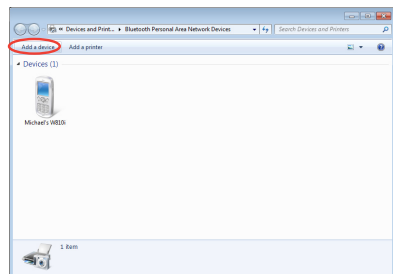 « Devices and Print... ▸ Bluetooth Personal Area Network Devices
Search Devices and Printers
Add a device Add a printer
Devices (1)
Michael's W810i
1 item